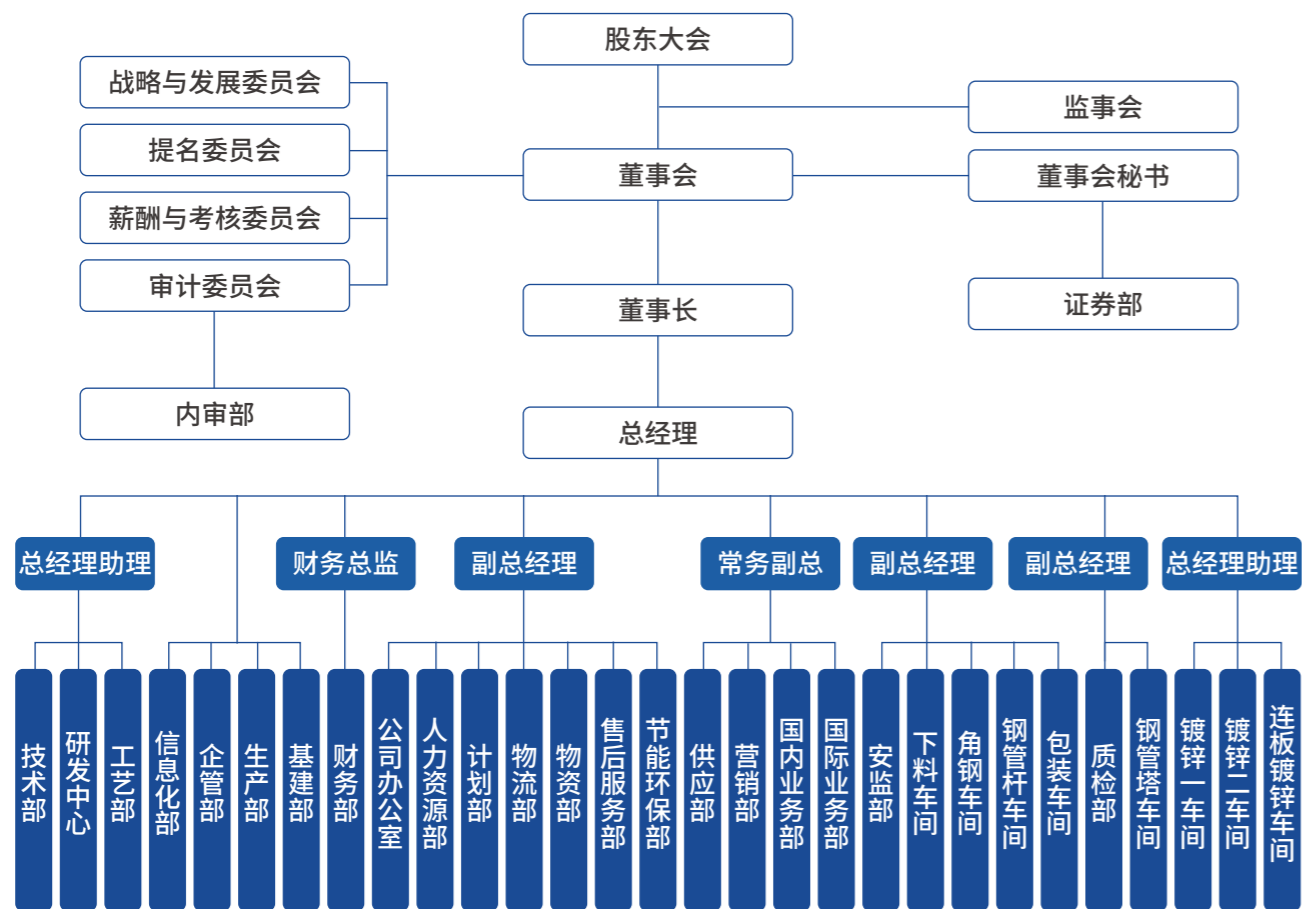 股东大会
战略与发展委员会
监事会
提名委员会
董事会
董事会秘书
薪酬与考核委员会
审计委员会
董事长
证券部
内审部
总经理
总经理助理
财务总监
副总经理
常务副总
副总经理
副总经理
总经理助理
技术部
研发中心
工艺部
信息化部
企管部
生产部
基建部
财务部
公司办公室
人力资源部
计划部
物流部
物资部
售后服务部
节能环保部
供应部
营销部
国内业务部
国际业务部
安监部
下料车间
角钢车间
钢管杆车间
包装车间
质检部
钢管塔车间
镀锌一车间
镀锌二车间
连板镀锌车间